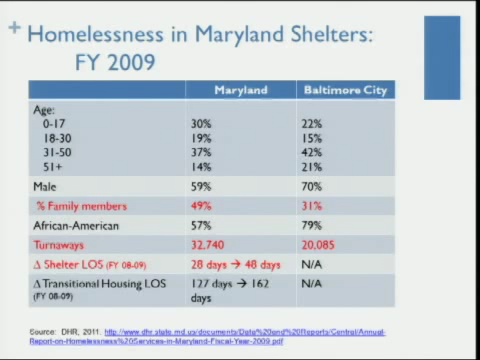 + Homelessness in Maryland Shelters:
FY 2009
Maryland Baltimore City
Age:
0-17 30% 22%
18-30 19% 15%
31-50 37% 42%
51+ 14% 21%
Male 59% 70%
% Family members 49% 31%
African-American 57% 79%
Turnaways 32,740 20,085
Δ Shelter LOS (FY 08-09) 28 days → 48 days N/A
Δ Transitional Housing LOS 127 days → 162 N/A
(FY 08-09) days
Source: DHR, 2011. http://www.dhr.state.md.us/documents/Data%20and%20Reports/Central/Annual-
Report-on-Homelessness%20Services-in-Maryland-Fiscal-Year-2009.pdf